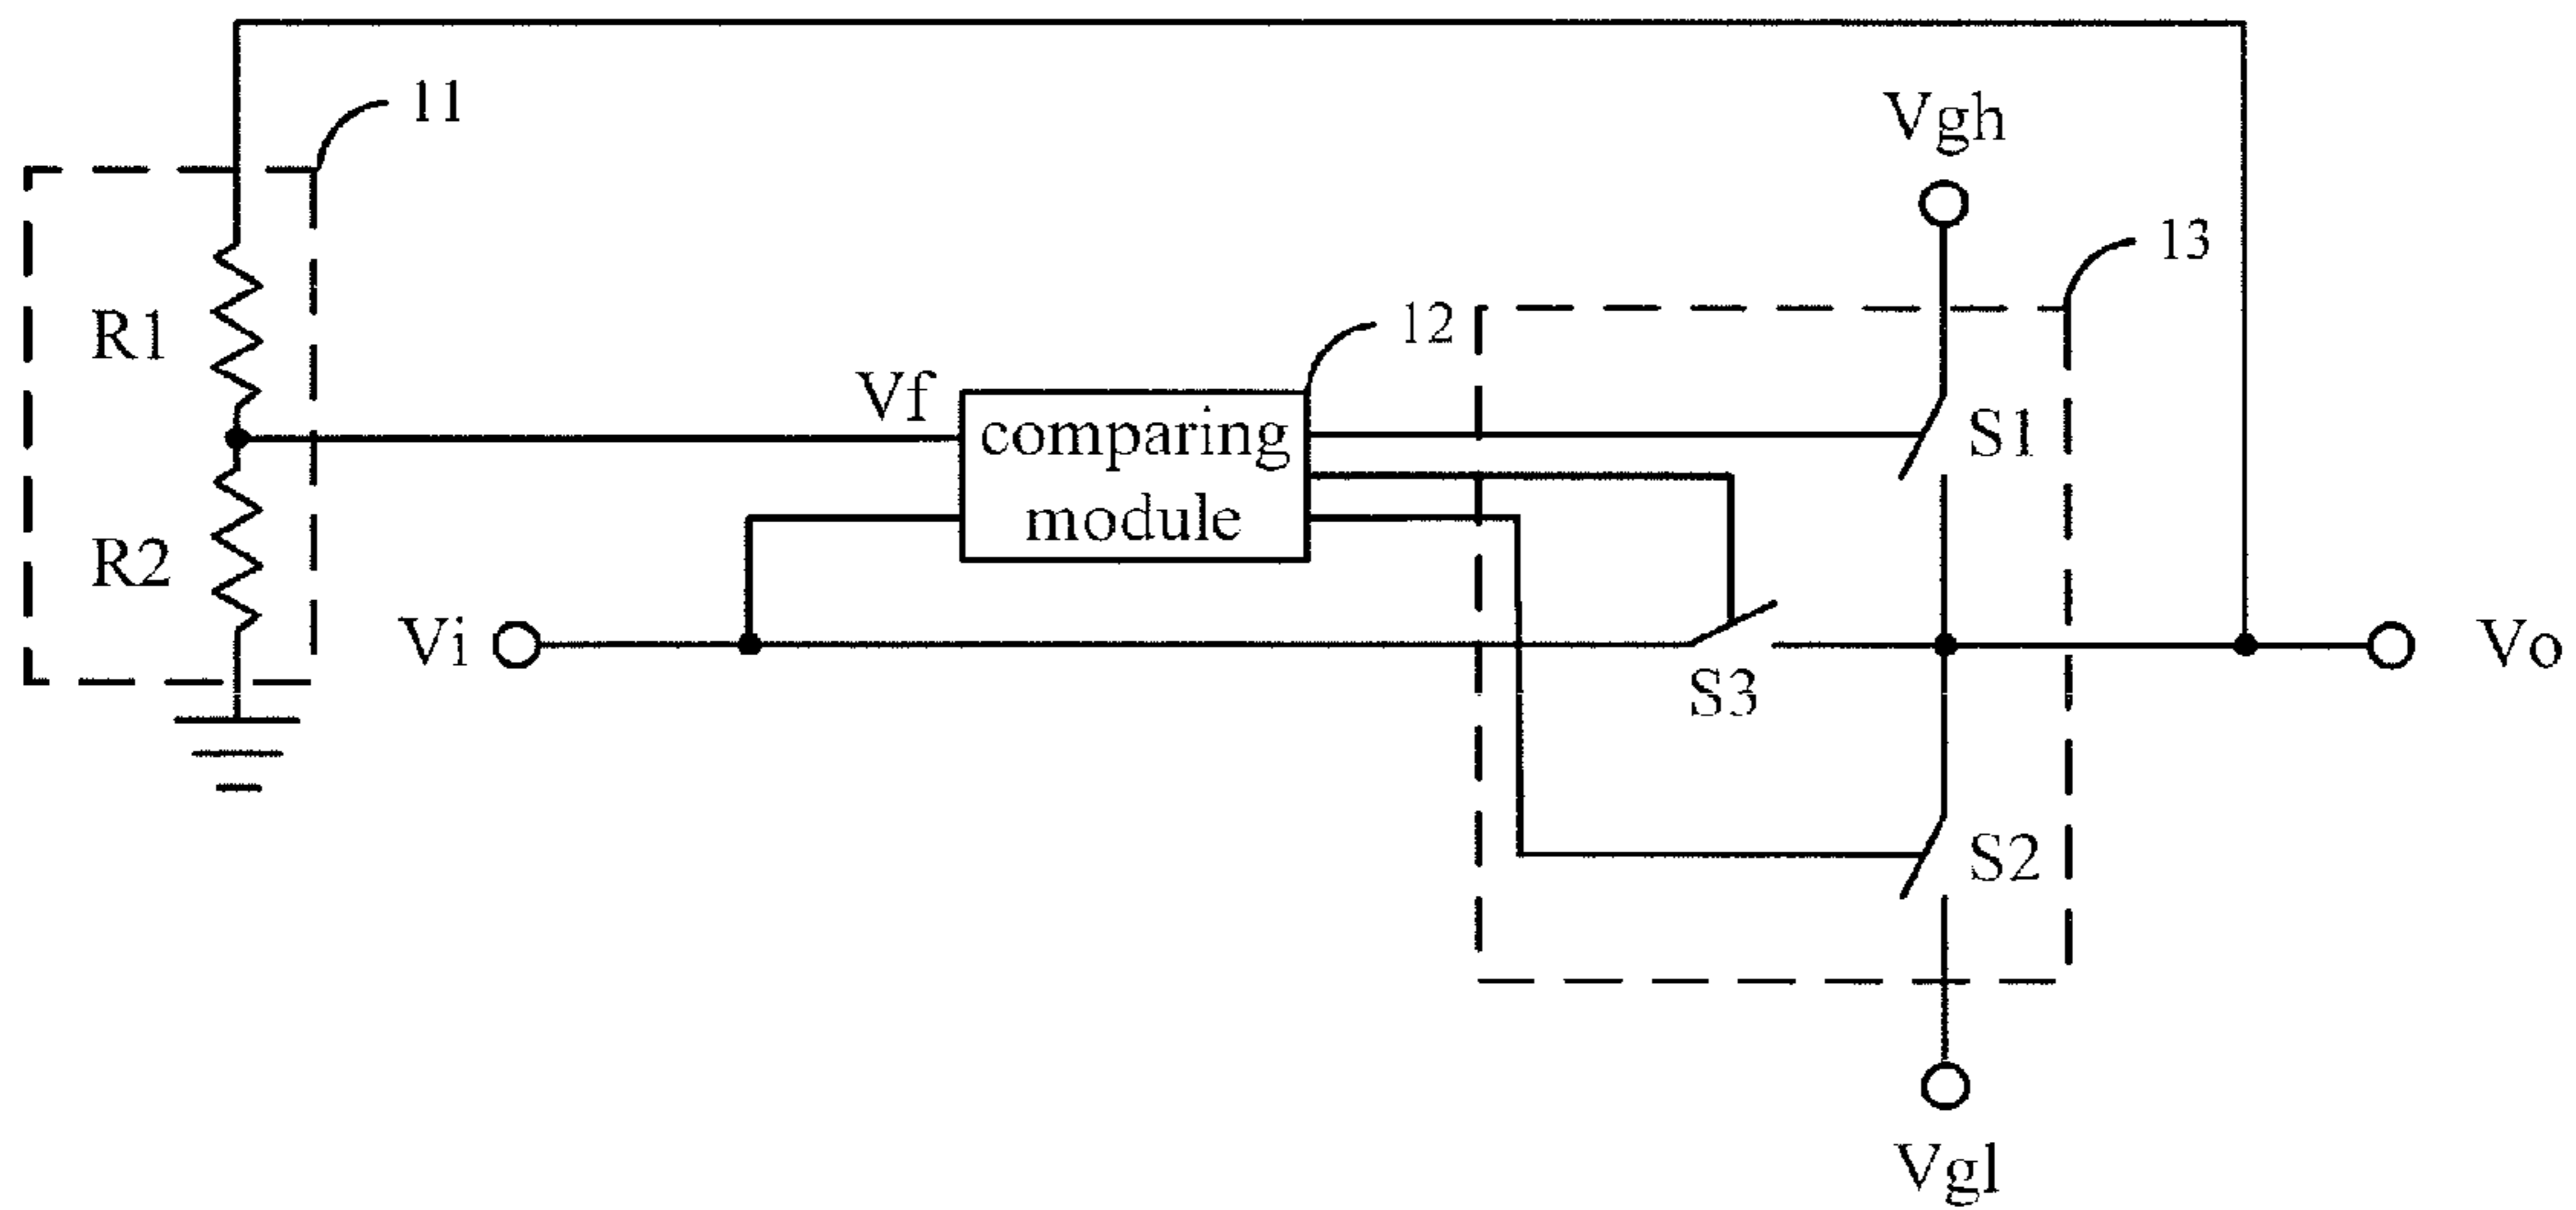 11
Vgh
13
12
R1
Vf
comparing
module
S1
R2
Vi
Vo
S3
S2
Vgl